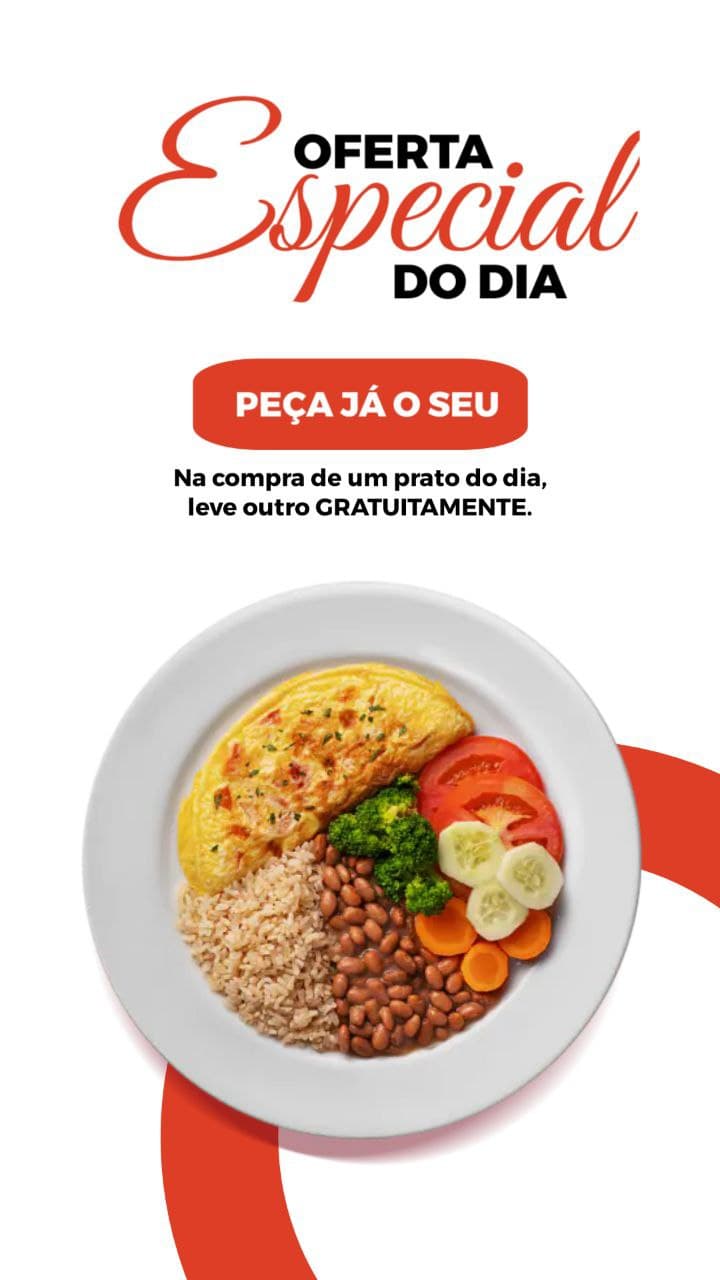 OFERTA
Especial
DO DIA
PEÇA JÁ O SEU
Na compra de um prato do dia,
leve outro GRATUITAMENTE.